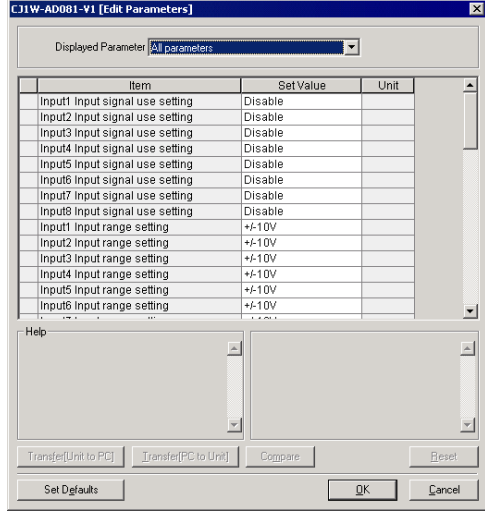 CJ1W-AD081-V1 [Edit Parameters]
Displayed Parameter All parameters
Item Set Value Unit
Input1 Input signal use setting Disable
Input2 Input signal use setting Disable
Input3 Input signal use setting Disable
Input4 Input signal use setting Disable
Input5 Input signal use setting Disable
Input6 Input signal use setting Disable
Input7 Input signal use setting Disable
Input8 Input signal use setting Disable
Input1 Input range setting +/-10V
Input2 Input range setting +/-10V
Input3 Input range setting +/-10V
Input4 Input range setting +/-10V
Input5 Input range setting +/-10V
Input6 Input range setting +/-10V
Help
Transfer[Unit to PC] Transfer[PC to Unit] Compare Reset
Set Defaults OK Cancel